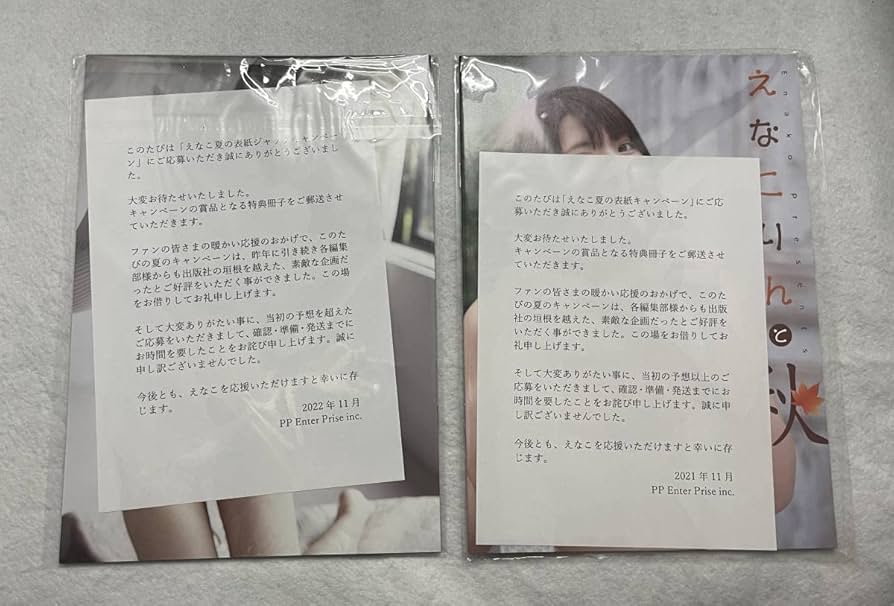 このたびは「えなこ夏の表紙ジャックキャンペー
ン」にご応募いただき誠にありがとうございまし
た。
大変お待たせいたしました。
キャンペーンの賞品となる特典冊子をご郵送させ
ていただきます。
ファンの皆さまの暖かい応援のおかげで、このた
びの夏のキャンペーンは、昨年に引き続き各編集
部様からも出版社の垣根を越えた、素敵な企画だ
ったとご好評をいただく事ができました。この場
をお借りしてお礼申し上げます。
そして大変ありがたい事に、当初の予想を超えた
ご応募をいただきまして、確認・準備・発送までに
お時間を要したことをお詫び申し上げます。誠に
申し訳ございませんでした。
今後とも、えなこを応援いただけますと幸いに存
じます。
2022 年 11 月
PP Enter Prise inc.
えなこりんと秋
Enako presents
このたびは「えなこ夏の表紙キャンペーン」にご応
募いただき誠にありがとうございました。
大変お待たせいたしました。
キャンペーンの賞品となる特典冊子をご郵送させ
ていただきます。
ファンの皆さまの暖かい応援のおかげで、このた
びの夏のキャンペーンは、各編集部様からも出版
社の垣根を越えた、素敵な企画だったとご好評を
いただく事ができました。この場をお借りしてお
礼申し上げます。
そして大変ありがたい事に、当初の予想以上のご
応募をいただきまして、確認・準備・発送までにお
時間を要したことをお詫び申し上げます。誠に申
し訳ございませんでした。
今後とも、えなこを応援いただけますと幸いに存
じます。
2021 年 11 月
PP Enter Prise inc.